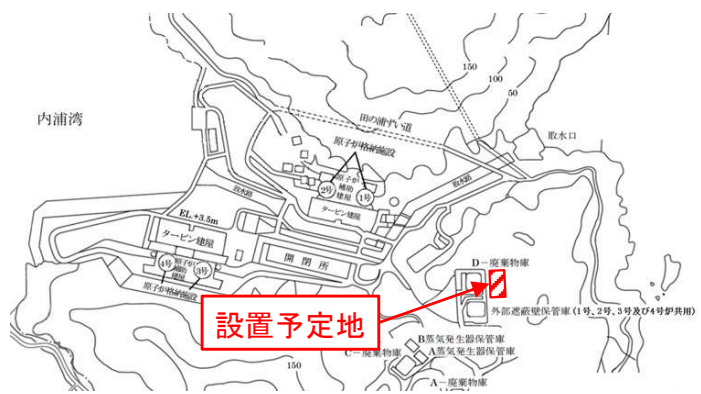 150
100
50
内浦湾
田の浦ずい道
取水口
原子炉格納施設
原子炉
補助
建屋
2号
1号
取水路
放水路
タービン建屋
EL.+3.5m
タービン建屋
開閉所
4号
原子炉
補助
建屋
3号
原子炉格納施設
D-廃棄物庫
設置予定地
外部遮蔽壁保管庫(1号、2号、3号及び4号炉共用)
B蒸気発生器保管庫
C-廃棄物庫
A蒸気発生器保管庫
150
A-廃棄物庫